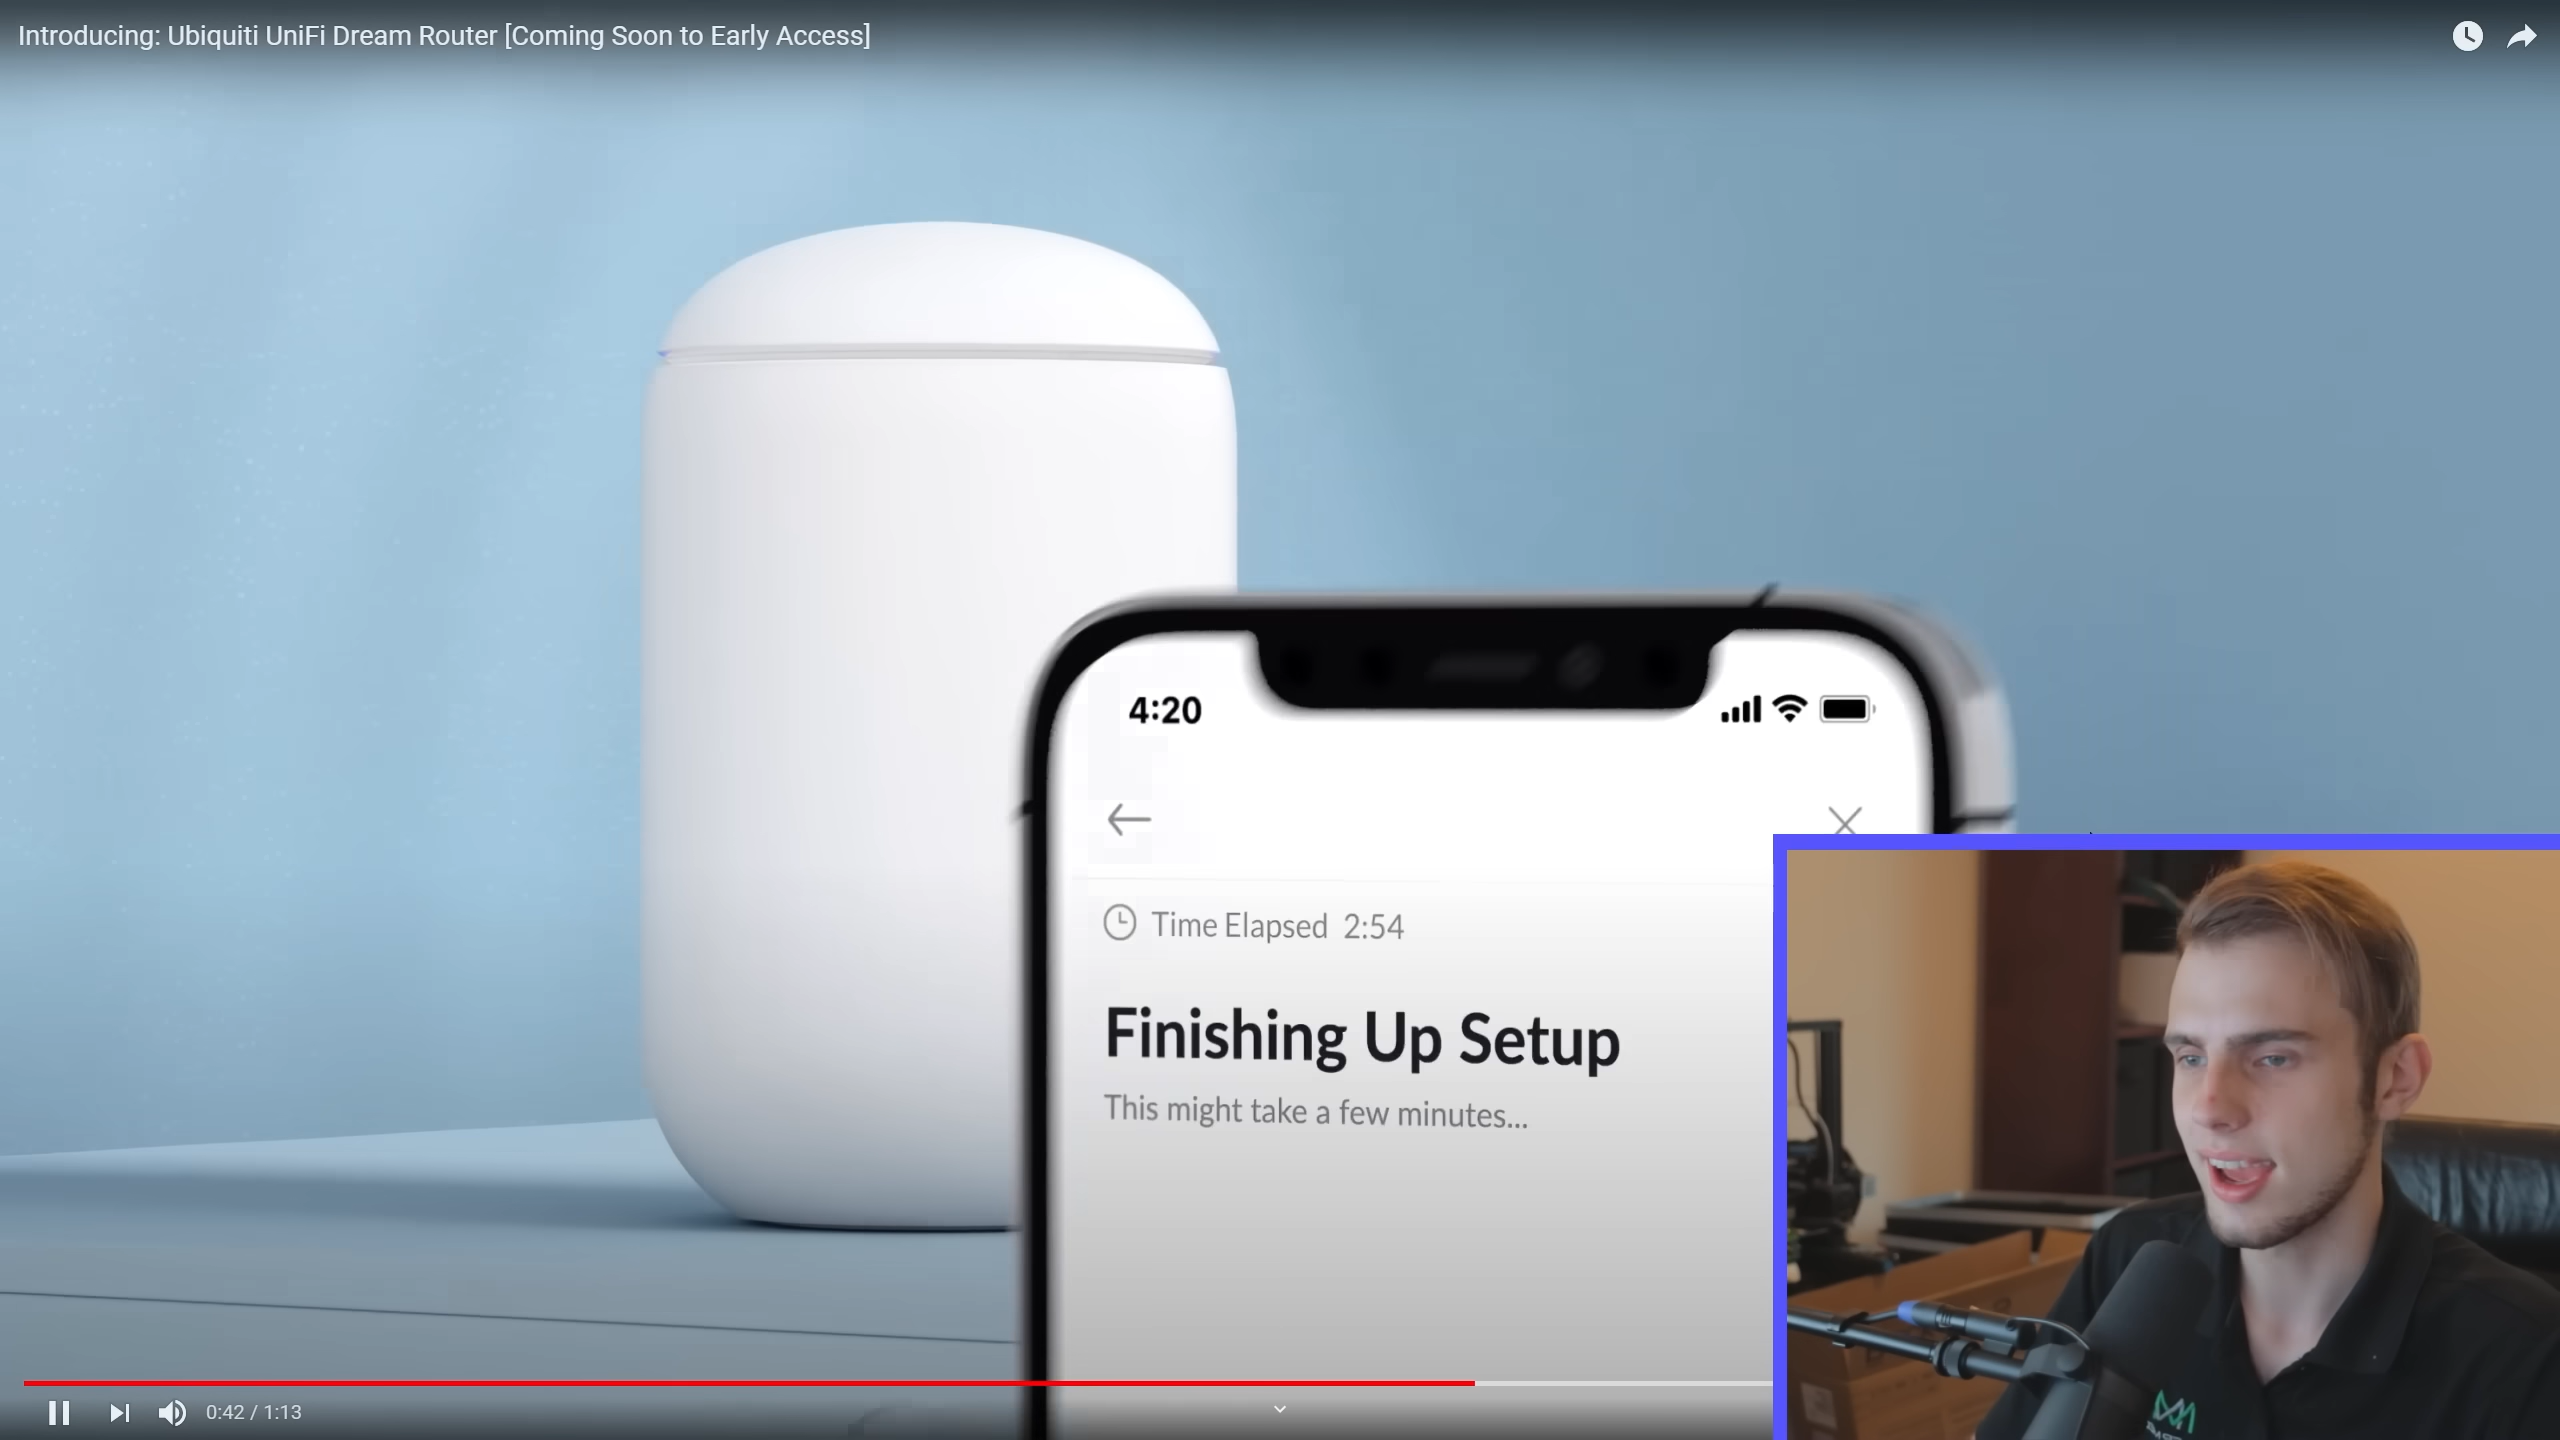 Introducing: Ubiquiti UniFi Dream Router [Coming Soon to Early Access]
4:20
Time Elapsed 2:54
Finishing Up Setup
This might take a few minutes...
0:42 / 1:13